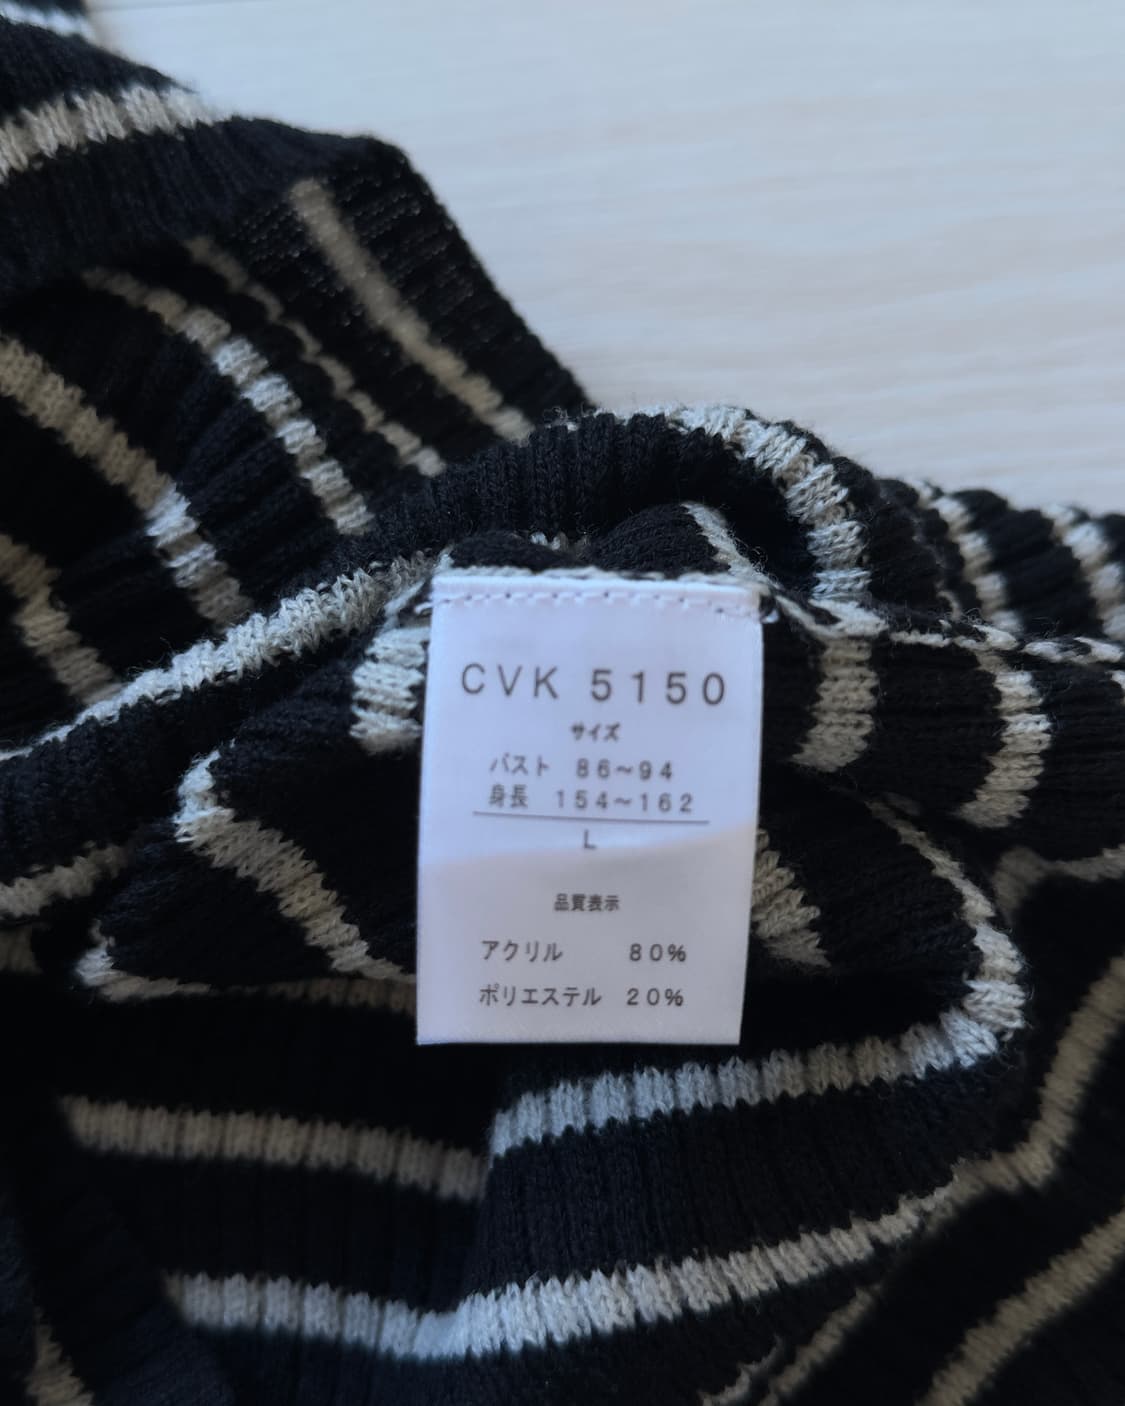 CVK 5150
サイズ
バスト 86～94
身長 154～162
L
品質表示
アクリル 80%
ポリエステル 20%